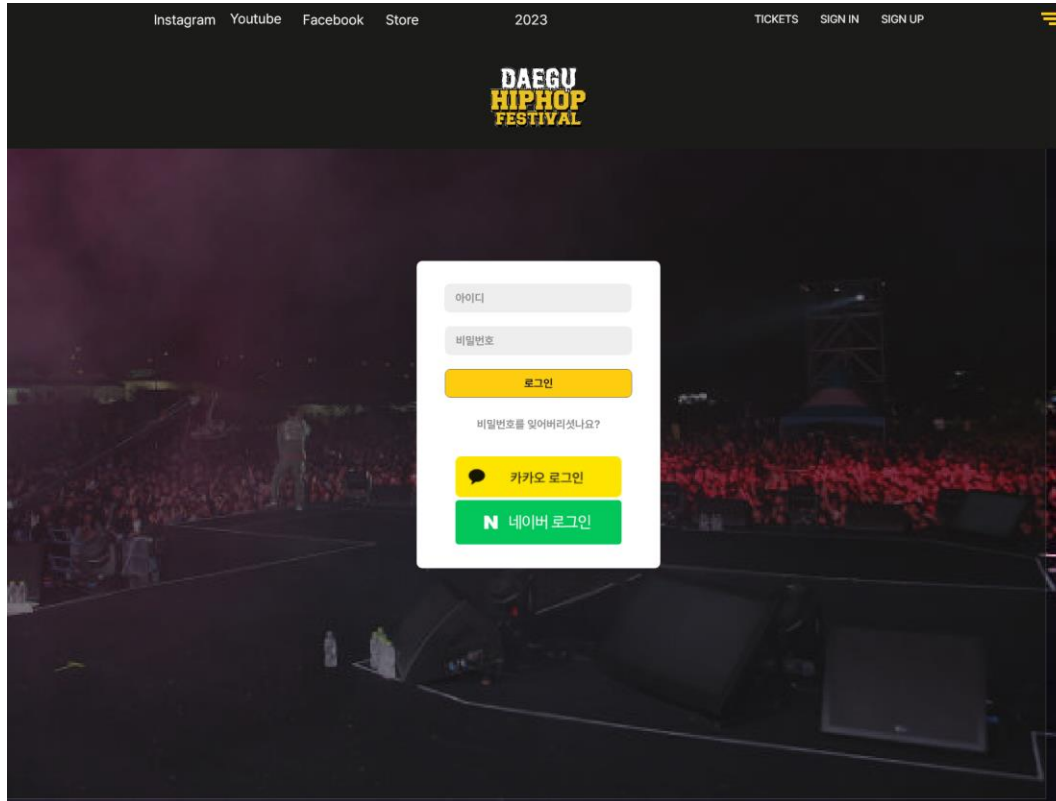 Instagram Youtube Facebook Store 2023 TICKETS SIGN IN SIGN UP
DAEGU
HIPHOP
FESTIVAL
아이디
비밀번호
로그인
비밀번호를 잊어버리셧나요?
카카오 로그인
N 네이버 로그인